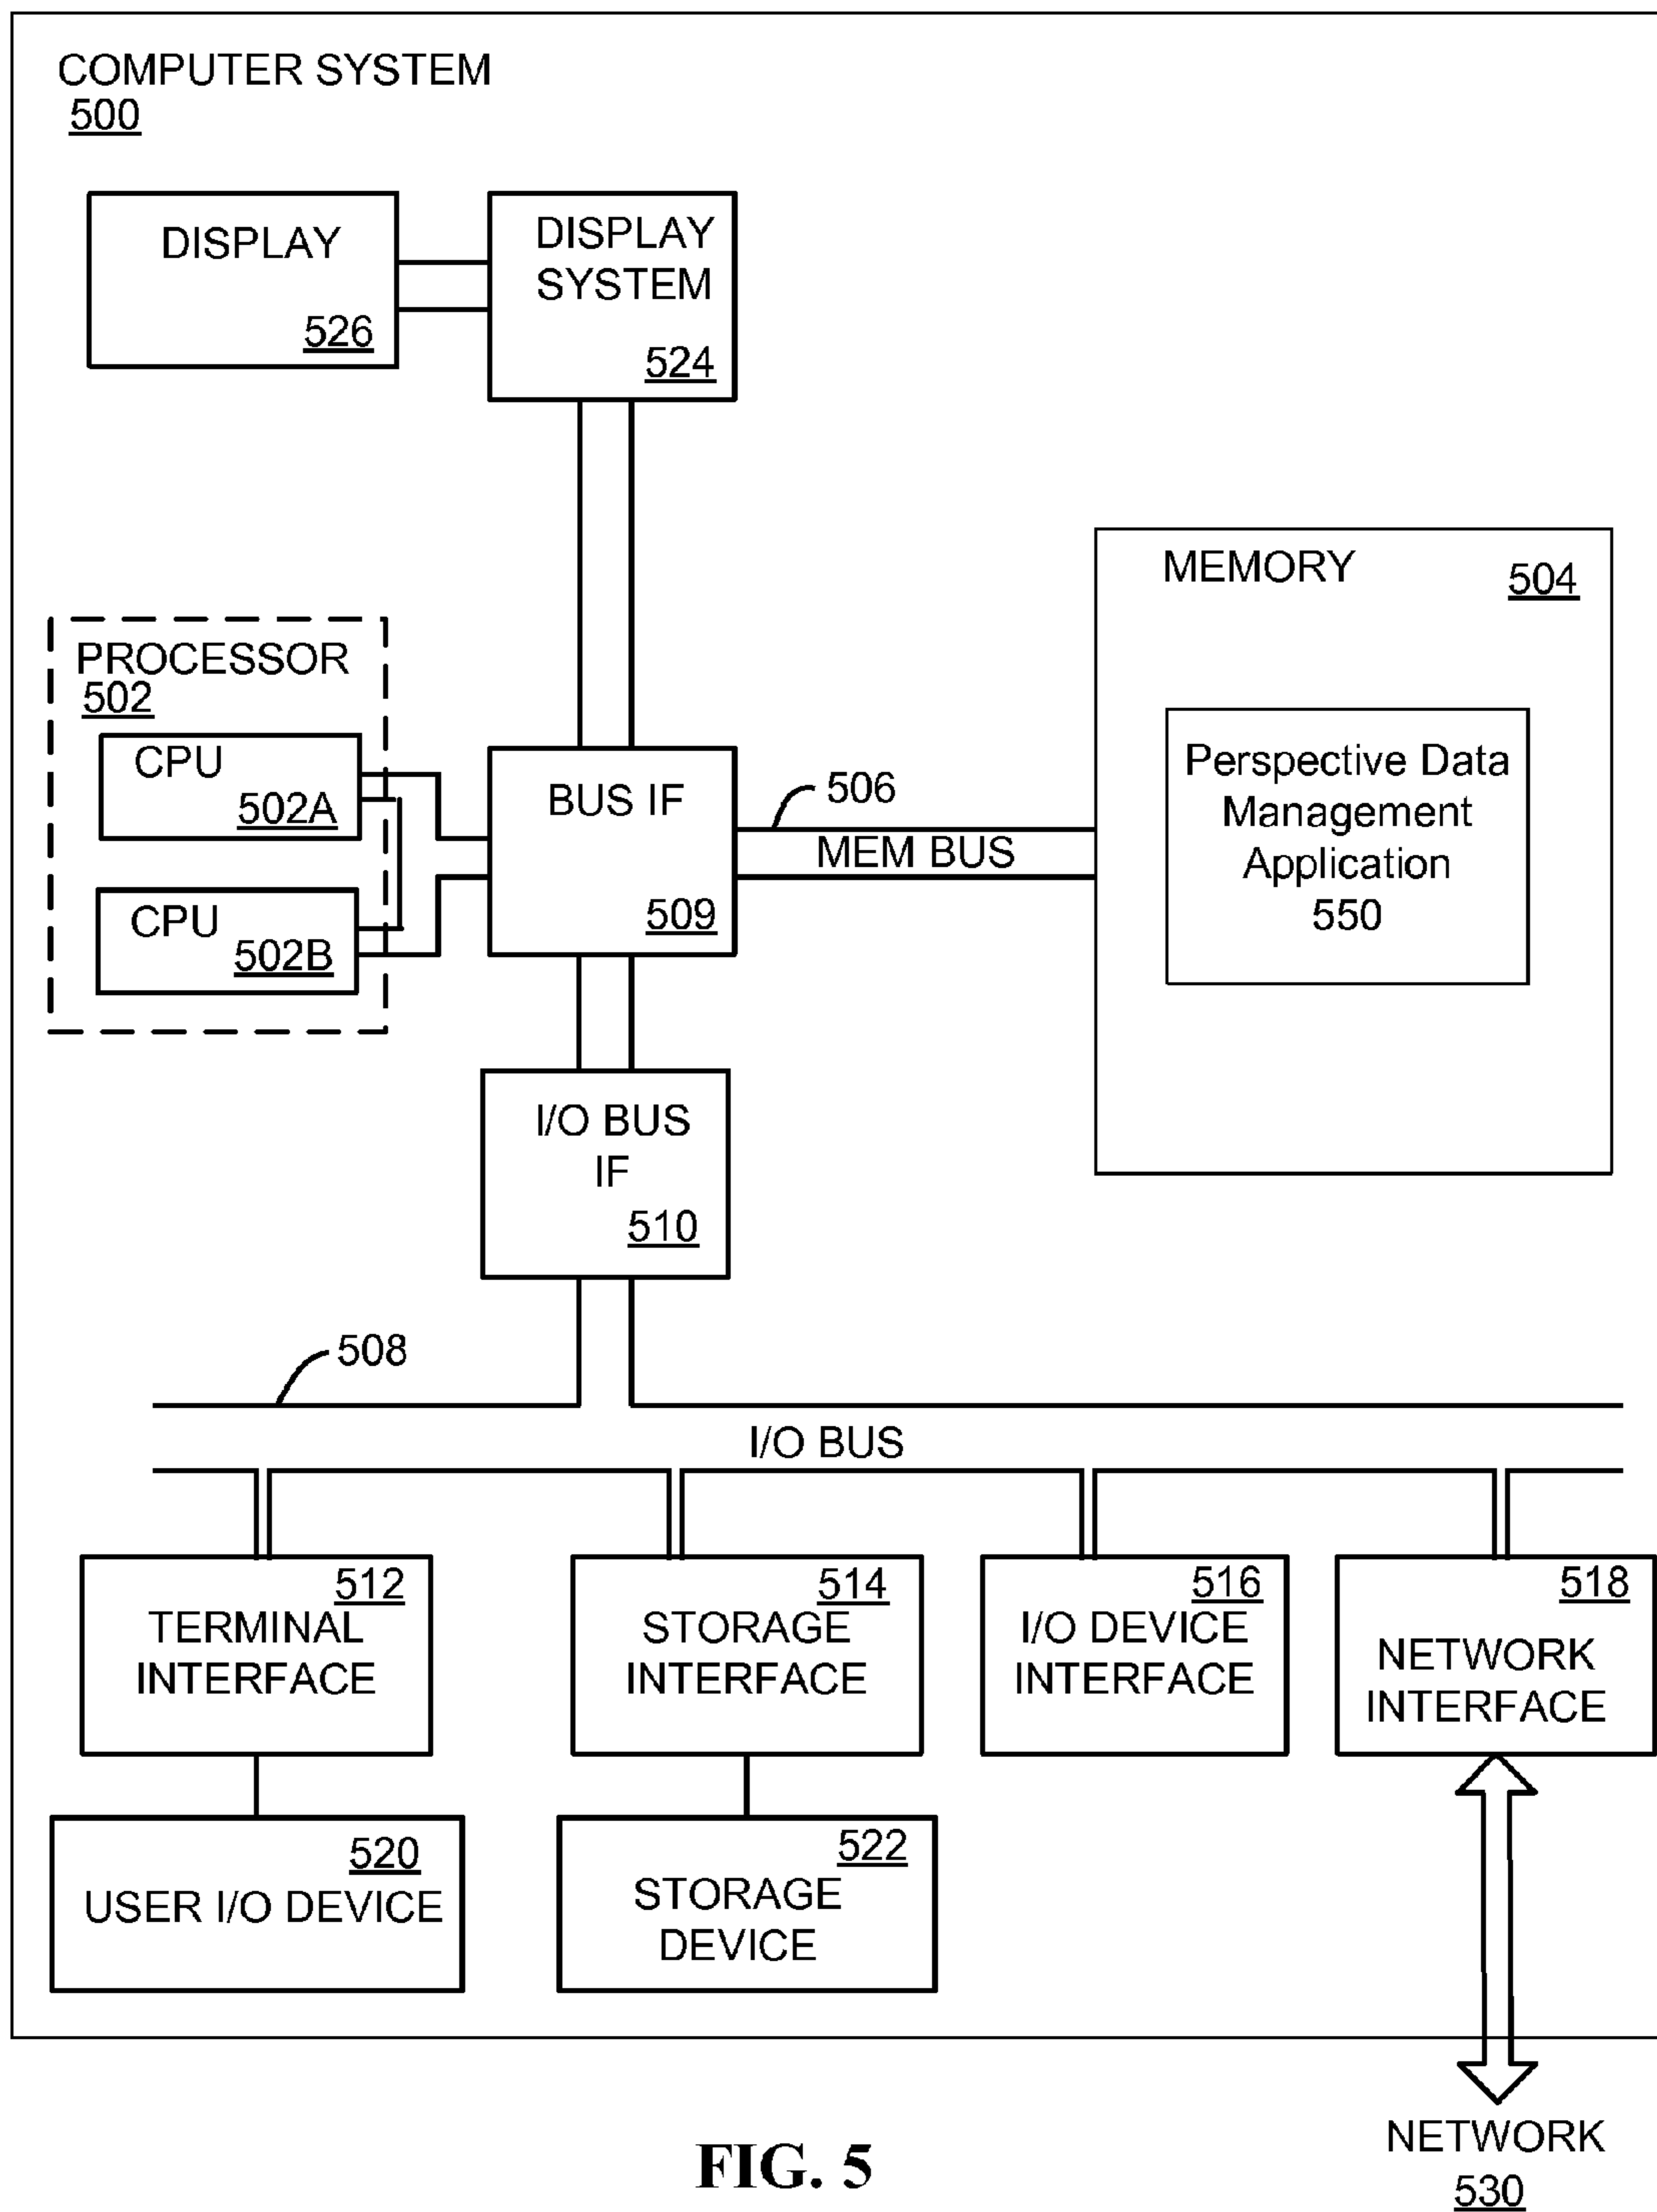 COMPUTER SYSTEM
500
DISPLAY
526
DISPLAY
SYSTEM
524
PROCESSOR
502
CPU
502A
CPU
502B
BUS IF
509
506
MEM BUS
MEMORY
504
Perspective Data
Management
Application
550
I/O BUS
IF
510
508
I/O BUS
512
TERMINAL
INTERFACE
514
STORAGE
INTERFACE
516
I/O DEVICE
INTERFACE
518
NETWORK
INTERFACE
520
USER I/O DEVICE
522
STORAGE
DEVICE
NETWORK
530
FIG. 5